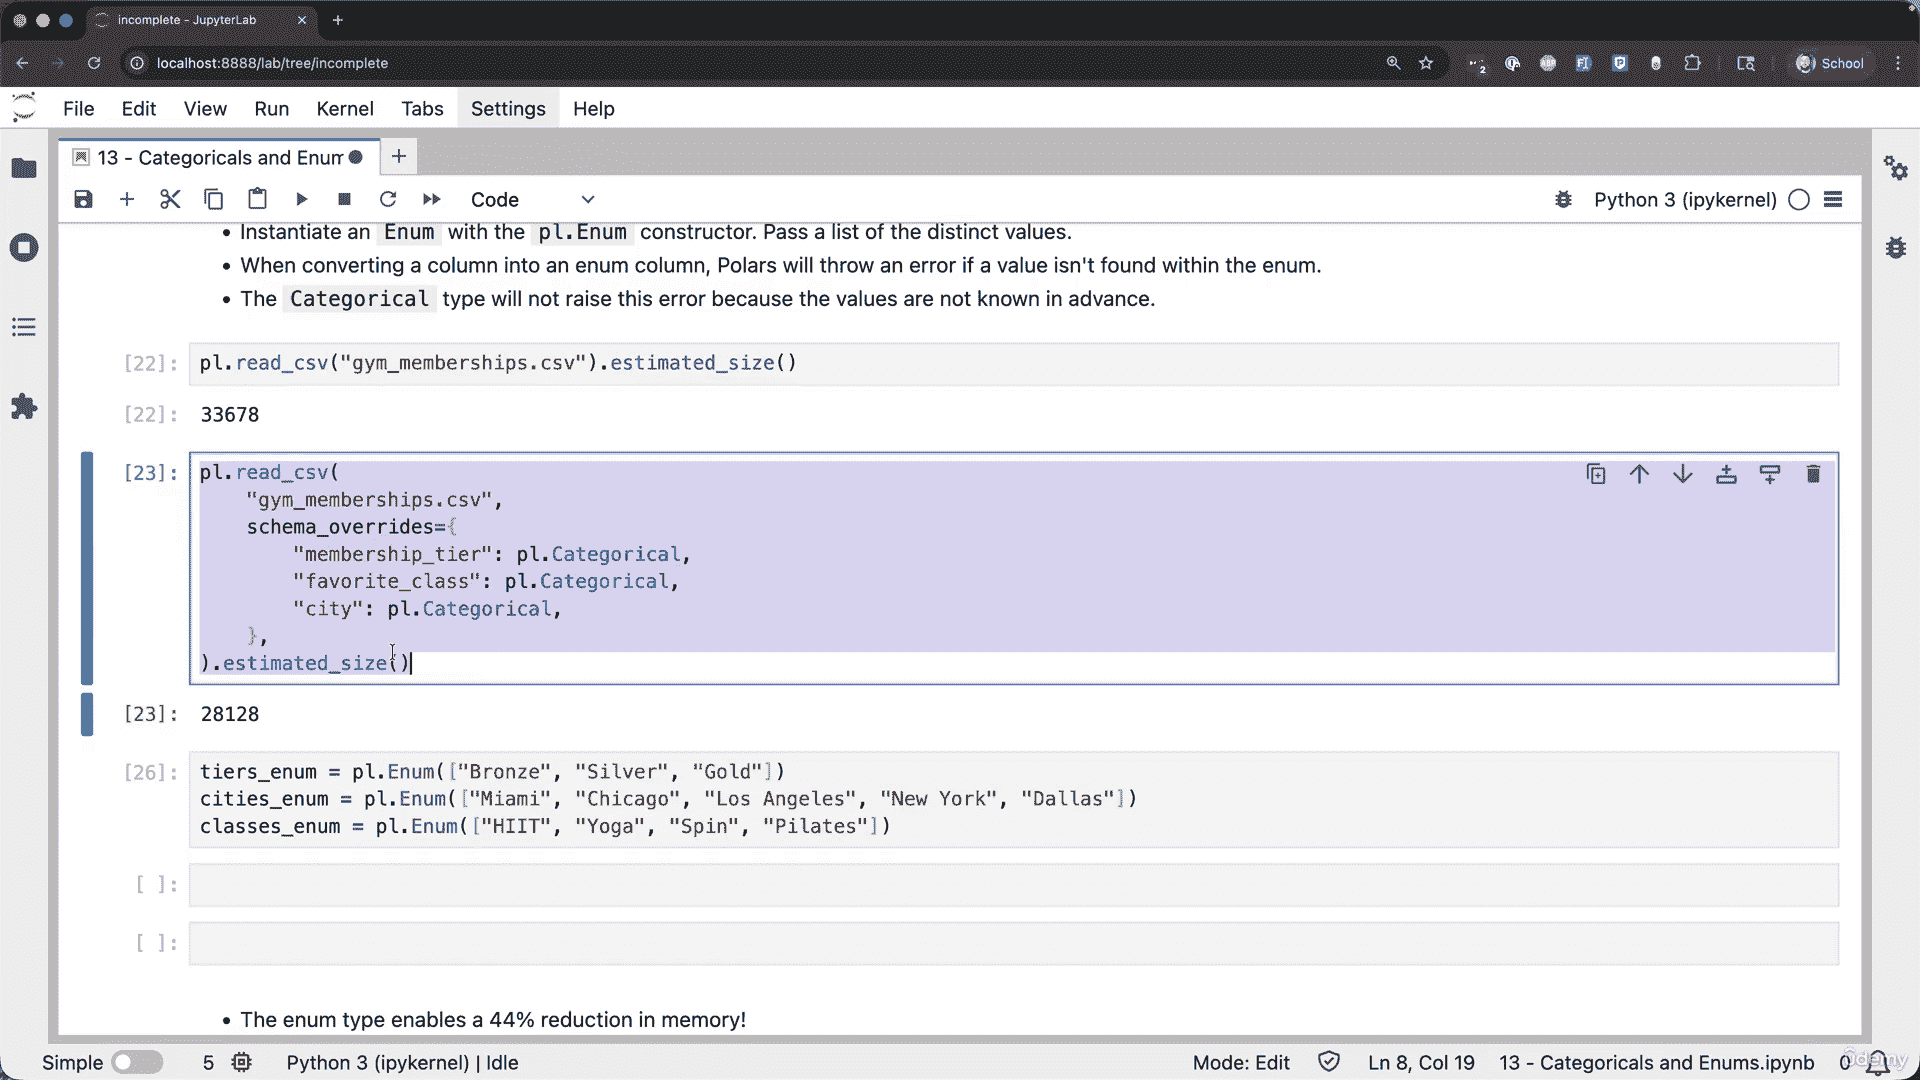 incomplete - JupyterLab
localhost:8888/lab/tree/incomplete
2
ABP
School
File Edit View Run Kernel Tabs Settings Help
13 - Categoricals and Enum
Code
Python 3 (ipykernel)
• Instantiate an Enum with the pl.Enum constructor. Pass a list of the distinct values.
• When converting a column into an enum column, Polars will throw an error if a value isn't found within the enum.
• The Categorical type will not raise this error because the values are not known in advance.
[22]: pl.read_csv("gym_memberships.csv").estimated_size()
[22]: 33678
[23]: pl.read_csv(
"gym_memberships.csv",
schema_overrides={
"membership_tier": pl.Categorical,
"favorite_class": pl.Categorical,
"city": pl.Categorical,
},
).estimated_size()
[23]: 28128
[26]: tiers_enum = pl.Enum(["Bronze", "Silver", "Gold"])
cities_enum = pl.Enum(["Miami", "Chicago", "Los Angeles", "New York", "Dallas"])
classes_enum = pl.Enum(["HIIT", "Yoga", "Spin", "Pilates"])
[ ]:
[ ]:
• The enum type enables a 44% reduction in memory!
Simple 5 Python 3 (ipykernel) | Idle Mode: Edit Ln 8, Col 19 13 - Categoricals and Enums.ipynb 0
Udemy